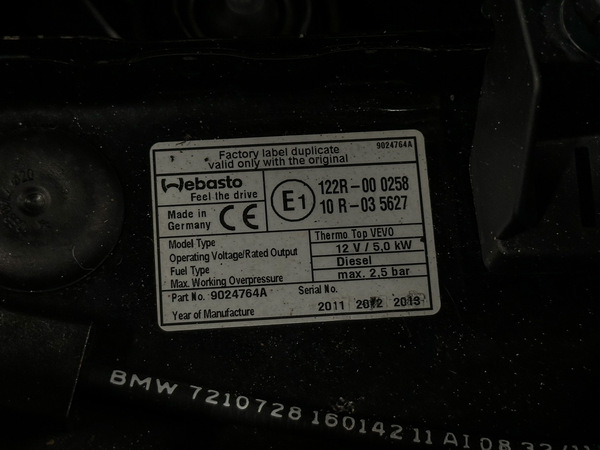 Factory label duplicate
valid only with the original
9024764A
Webasto
Feel the drive
E1
122R-00 0258
10 R-03 5627
Made in
Germany
CE
Model Type
Thermo Top VEVO
Operating Voltage/Rated Output
12 V / 5.0 kW
Fuel Type
Diesel
Max. Working Overpressure
max. 2,5 bar
Part No. 9024764A
Serial No.
Year of Manufacture
2011 2012 2013
BMW 7210728 160142 11 AI 08